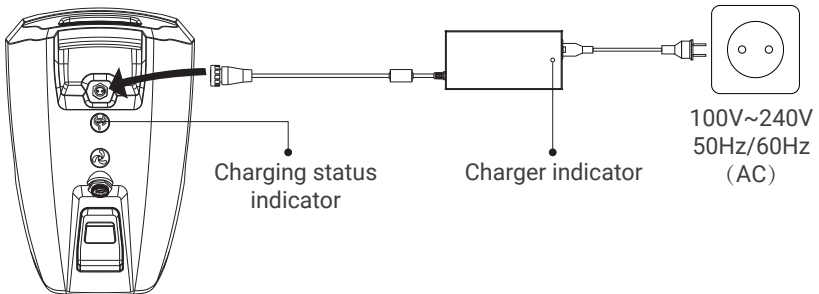 100V~240V
50Hz/60Hz
（AC）
Charging status
indicator
Charger indicator